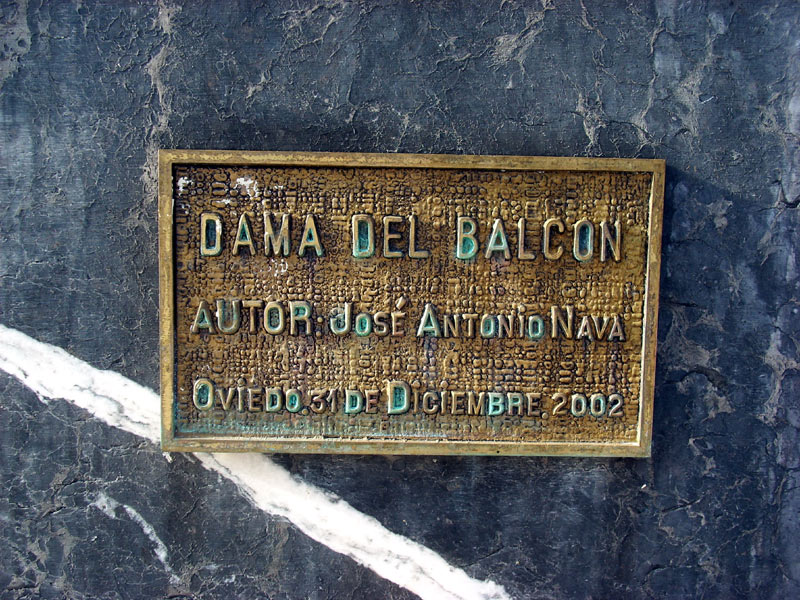 DAMA DEL BALCON
AUTOR: JOSÉ ANTONIO NAVA
OVIEDO. 31 DE DICIEMBRE. 2002